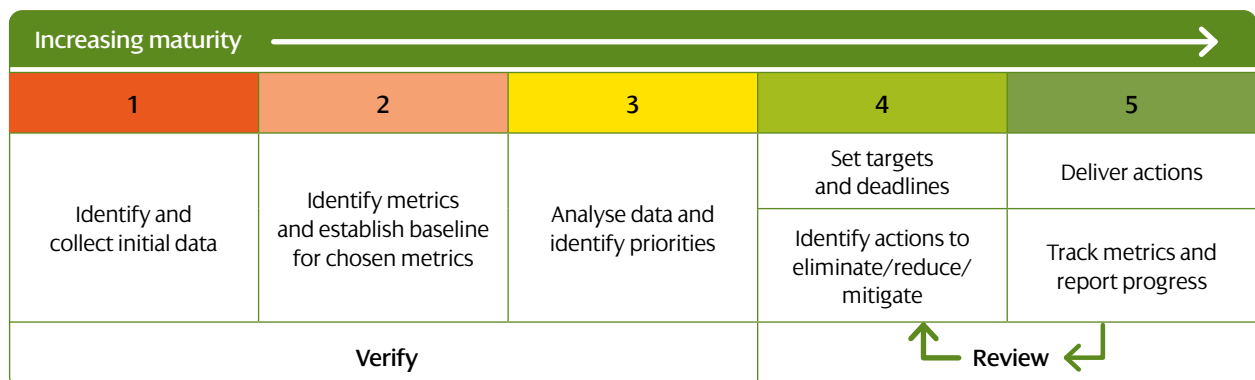 Increasing maturity
1
2
3
4
5
Identify and
collect initial data
Identify metrics
and establish baseline
for chosen metrics
Analyse data and
identify priorities
Set targets
and deadlines
Identify actions to
eliminate/reduce/
mitigate
Deliver actions
Track metrics and
report progress
Verify
Review